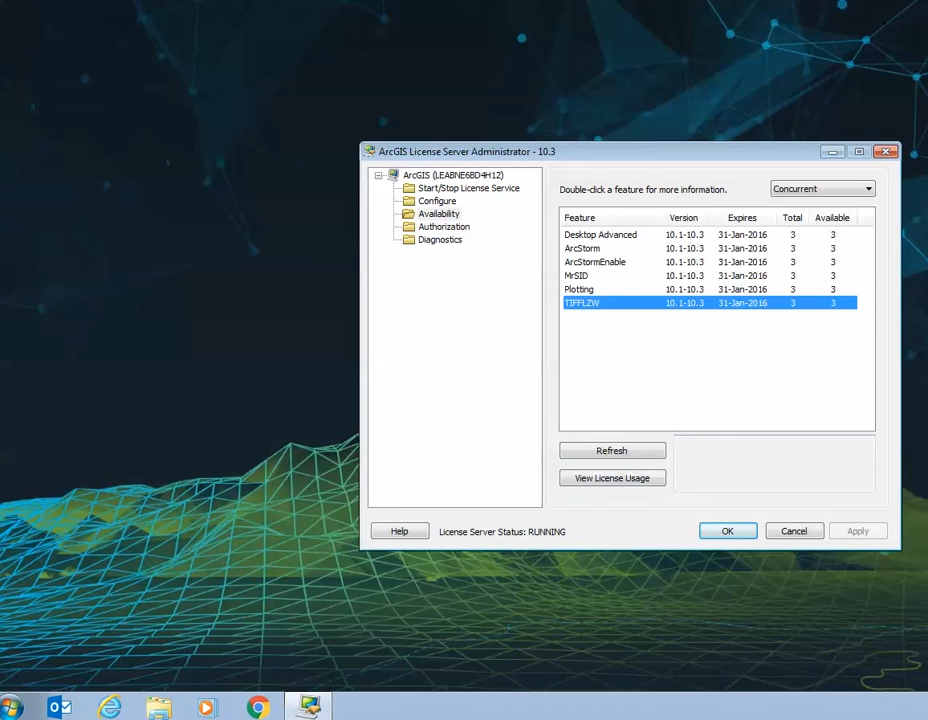 ArcGIS License Server Administrator - 10.3
ArcGIS (LEABNE6BD4H12)
Start/Stop License Service
Configure
Availability
Authorization
Diagnostics
Double-click a feature for more information.
Concurrent
Feature Version Expires Total Available
Desktop Advanced 10.1-10.3 31-Jan-2016 3 3
ArcStorm 10.1-10.3 31-Jan-2016 3 3
ArcStormEnable 10.1-10.3 31-Jan-2016 3 3
MrSID 10.1-10.3 31-Jan-2016 3 3
Plotting 10.1-10.3 31-Jan-2016 3 3
TIFFLZW 10.1-10.3 31-Jan-2016 3 3
Refresh
View License Usage
Help License Server Status: RUNNING OK Cancel Apply